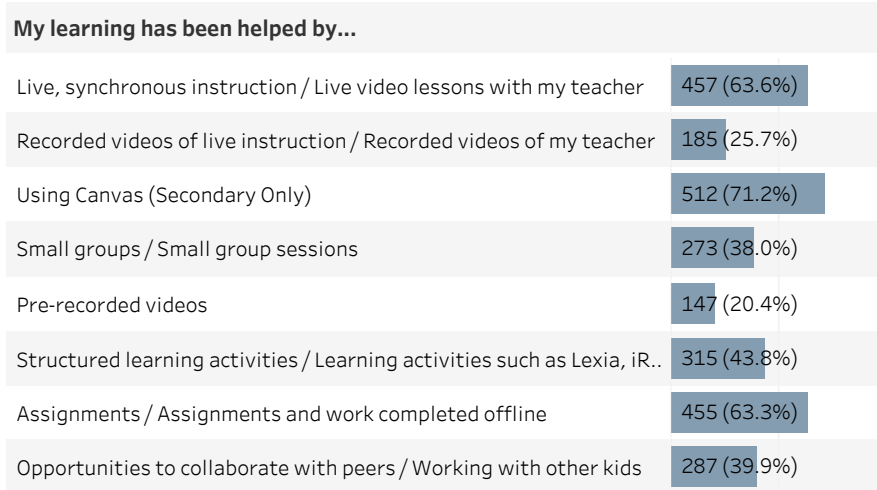 My learning has been helped by...
Live, synchronous instruction / Live video lessons with my teacher 457 (63.6%)
Recorded videos of live instruction / Recorded videos of my teacher 185 (25.7%)
Using Canvas (Secondary Only) 512 (71.2%)
Small groups / Small group sessions 273 (38.0%)
Pre-recorded videos 147 (20.4%)
Structured learning activities / Learning activities such as Lexia, iR.. 315 (43.8%)
Assignments / Assignments and work completed offline 455 (63.3%)
Opportunities to collaborate with peers / Working with other kids 287 (39.9%)